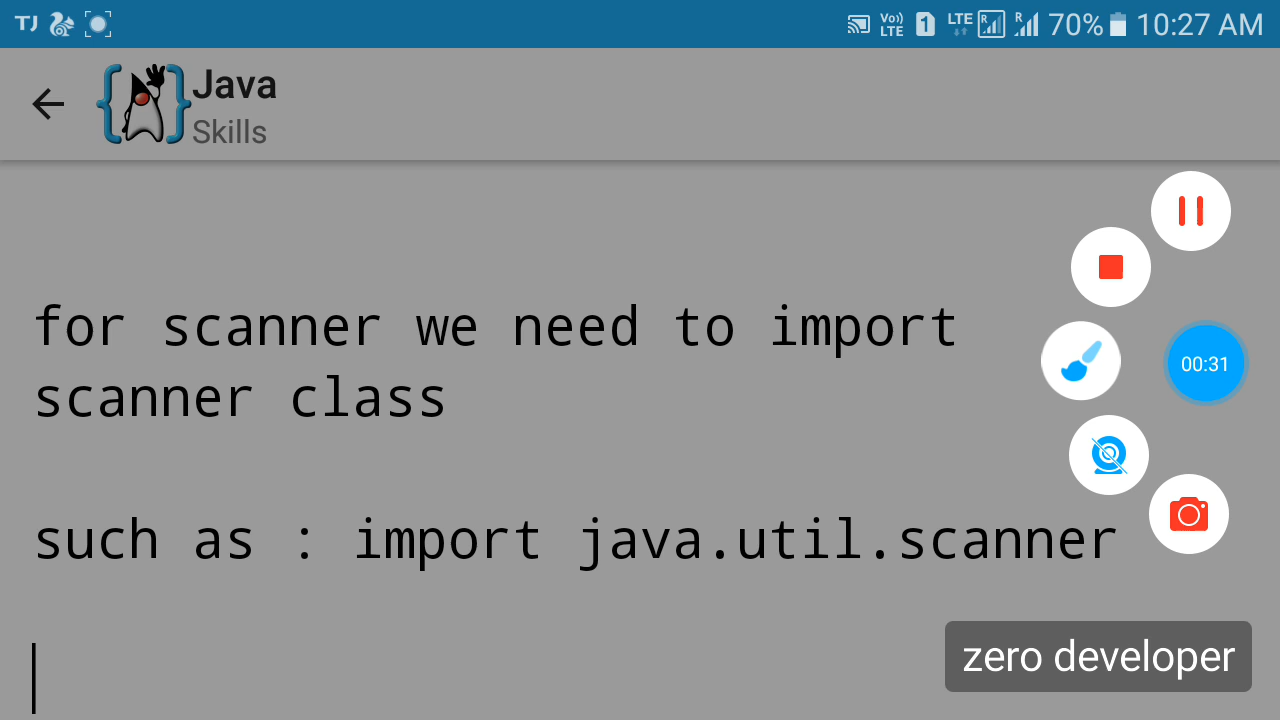 TJ
Vo)) LTE 1 LTE R R 70% 10:27 AM
Java
Skills
for scanner we need to import
scanner class
00:31
such as : import java.util.scanner
zero developer